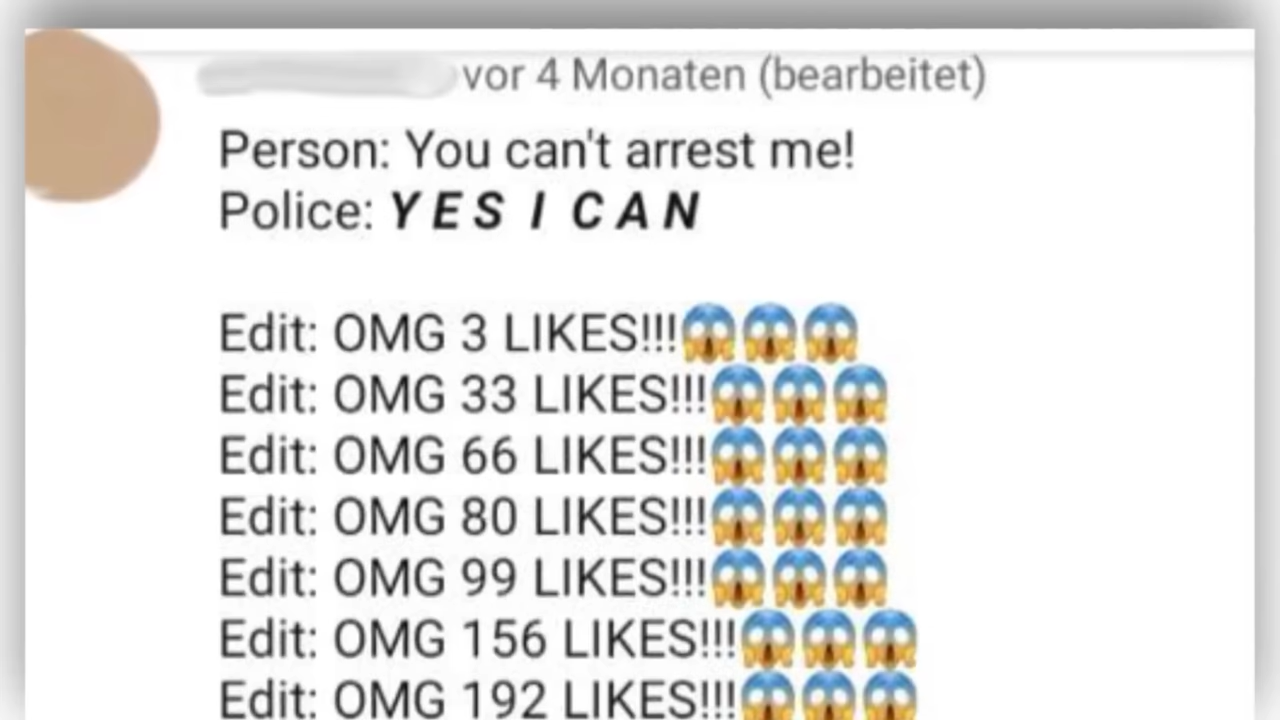 vor 4 Monaten (bearbeitet)
Person: You can't arrest me!
Police: Y E S I C A N
Edit: OMG 3 LIKES!!!😱😱😱
Edit: OMG 33 LIKES!!!😱😱😱
Edit: OMG 66 LIKES!!!😱😱😱
Edit: OMG 80 LIKES!!!😱😱😱
Edit: OMG 99 LIKES!!!😱😱😱
Edit: OMG 156 LIKES!!!😱😱😱
Edit: OMG 192 LIKES!!!😱😱😱